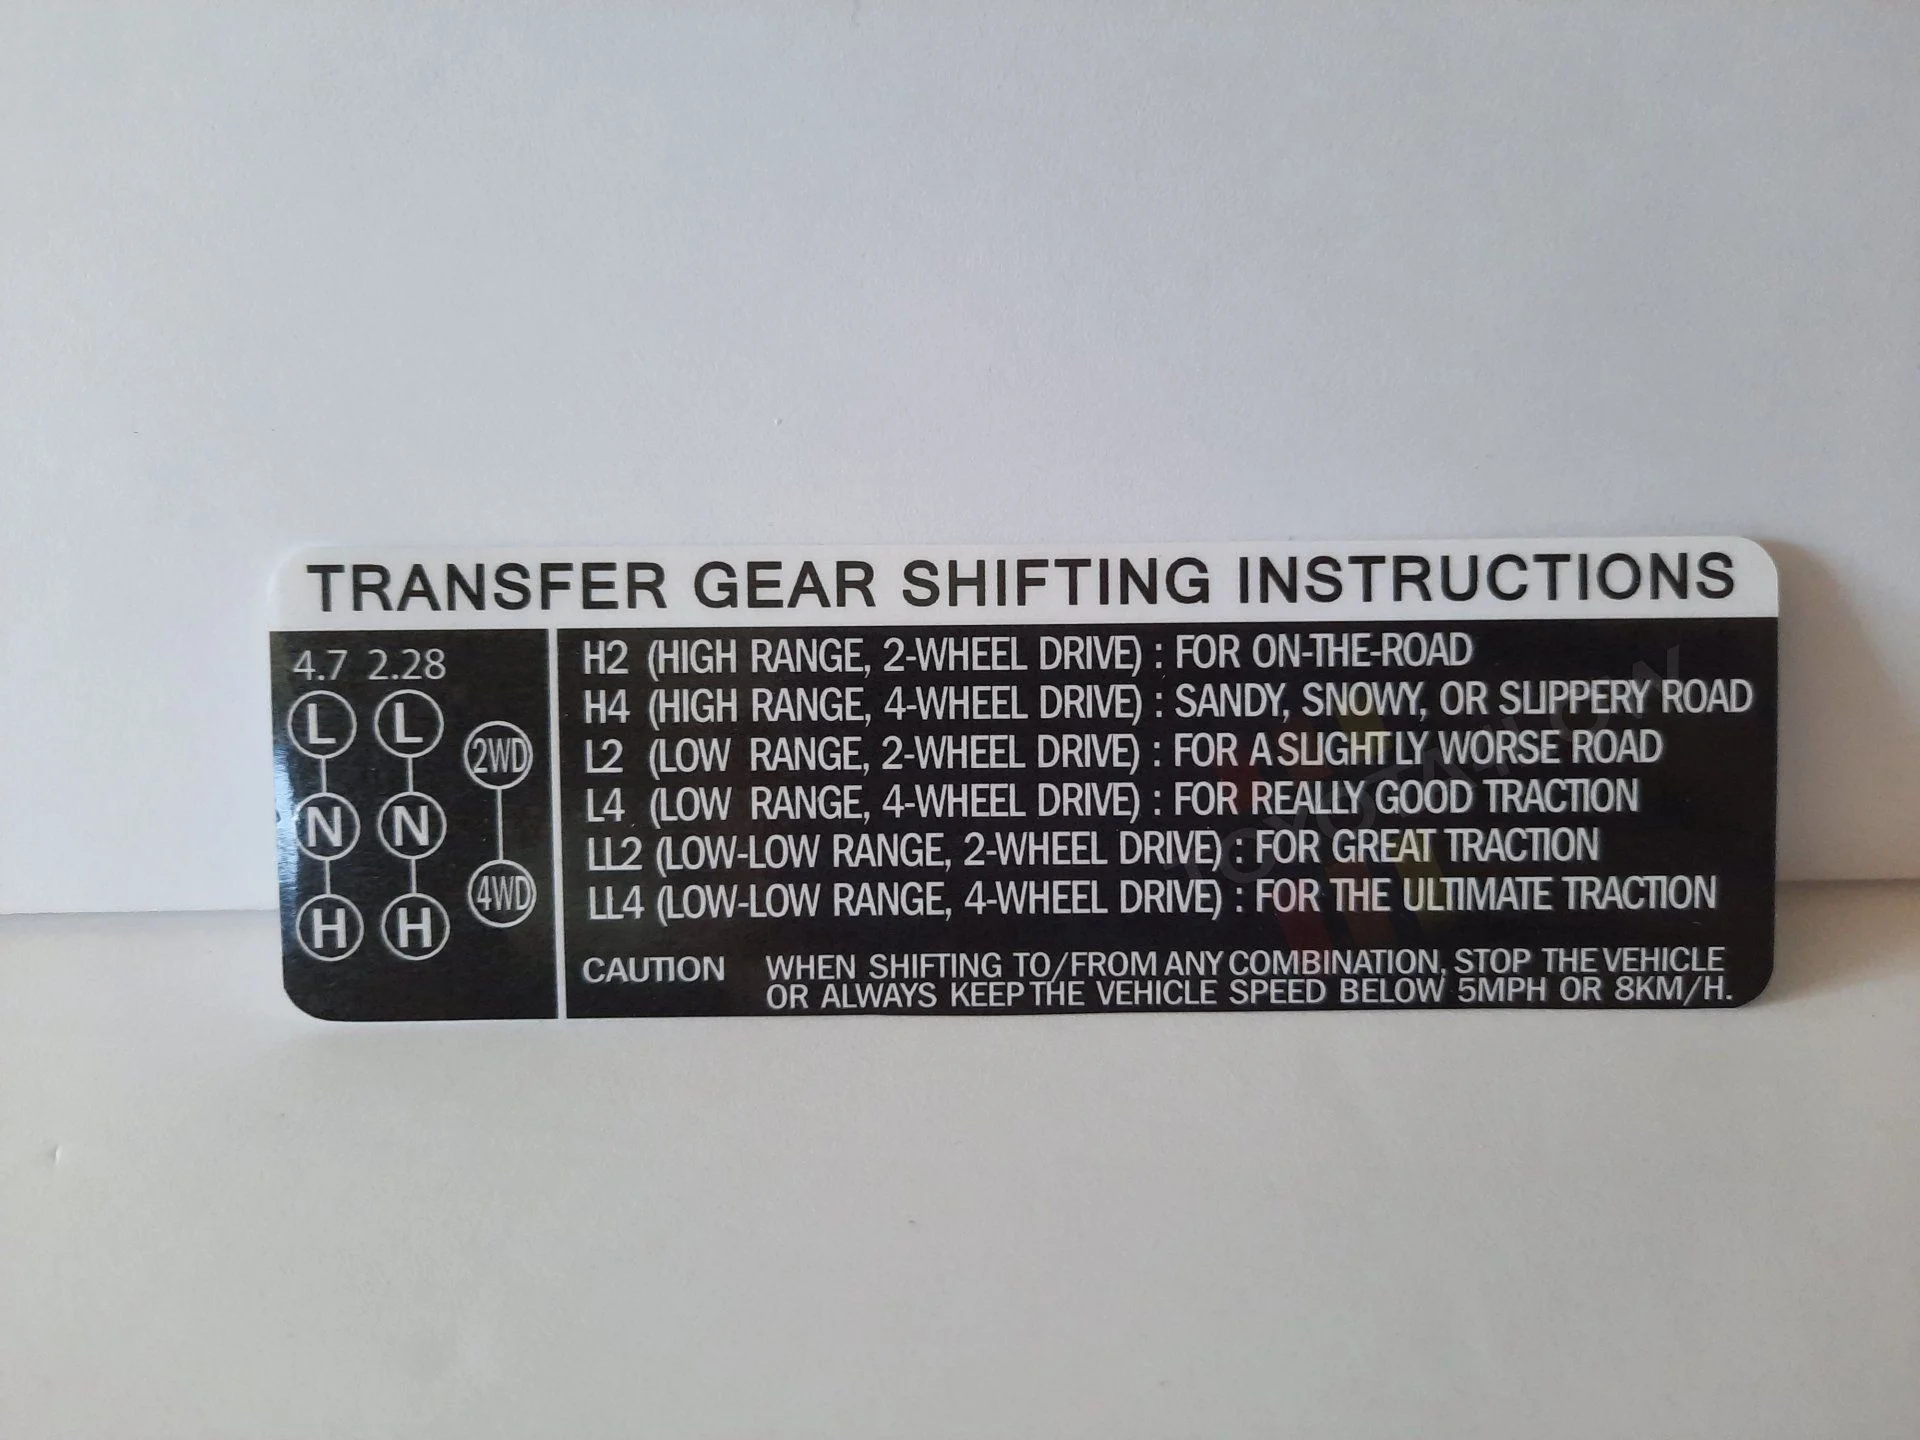 TRANSFER GEAR SHIFTING INSTRUCTIONS
4.7 2.28
L L
2WD
N N
4WD
H H
H2 (HIGH RANGE, 2-WHEEL DRIVE) : FOR ON-THE-ROAD
H4 (HIGH RANGE, 4-WHEEL DRIVE) : SANDY, SNOWY, OR SLIPPERY ROAD
L2 (LOW RANGE, 2-WHEEL DRIVE) : FOR A SLIGHTLY WORSE ROAD
L4 (LOW RANGE, 4-WHEEL DRIVE) : FOR REALLY GOOD TRACTION
LL2 (LOW-LOW RANGE, 2-WHEEL DRIVE) : FOR GREAT TRACTION
LL4 (LOW-LOW RANGE, 4-WHEEL DRIVE) : FOR THE ULTIMATE TRACTION
CAUTION WHEN SHIFTING TO/FROM ANY COMBINATION, STOP THE VEHICLE
OR ALWAYS KEEP THE VEHICLE SPEED BELOW 5MPH OR 8KM/H.